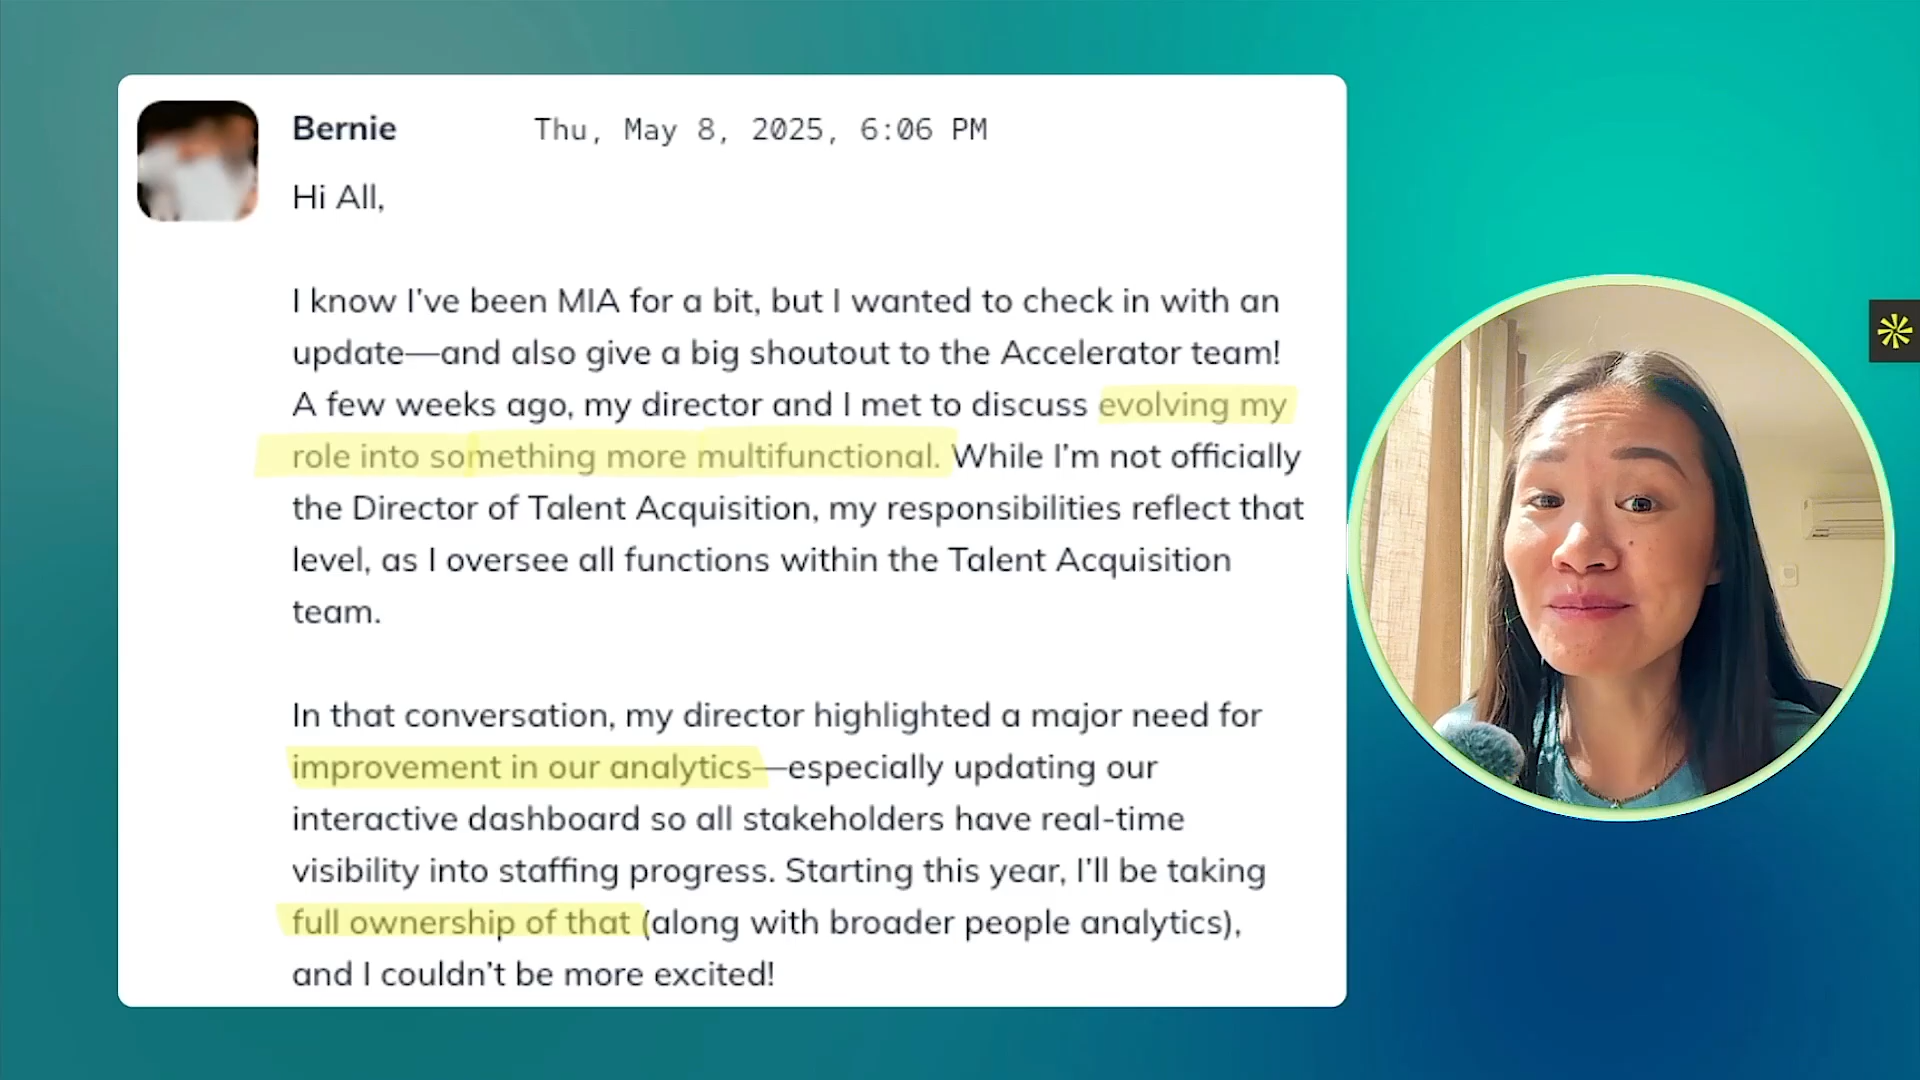 Bernie Thu, May 8, 2025, 6:06 PM
Hi All,
I know I’ve been MIA for a bit, but I wanted to check in with an
update—and also give a big shoutout to the Accelerator team!
A few weeks ago, my director and I met to discuss evolving my
role into something more multifunctional. While I’m not officially
the Director of Talent Acquisition, my responsibilities reflect that
level, as I oversee all functions within the Talent Acquisition
team.
In that conversation, my director highlighted a major need for
improvement in our analytics—especially updating our
interactive dashboard so all stakeholders have real-time
visibility into staffing progress. Starting this year, I’ll be taking
full ownership of that (along with broader people analytics),
and I couldn’t be more excited!